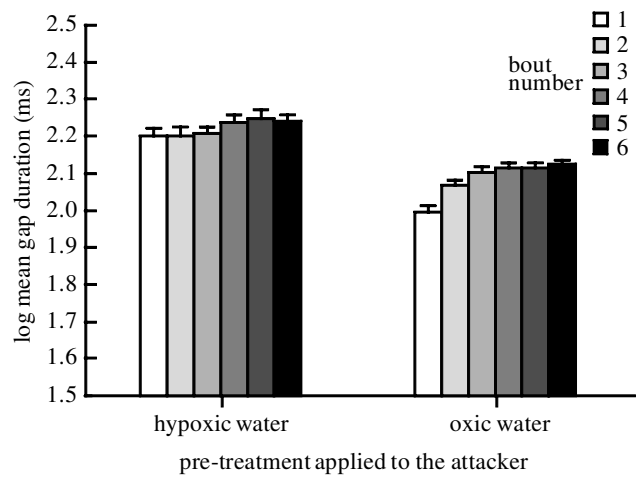 2.5
2.4
2.3
2.2
2.1
2.0
1.9
1.8
1.7
1.6
1.5
log mean gap duration (ms)
bout
number
1
2
3
4
5
6
hypoxic water
oxic water
pre-treatment applied to the attacker